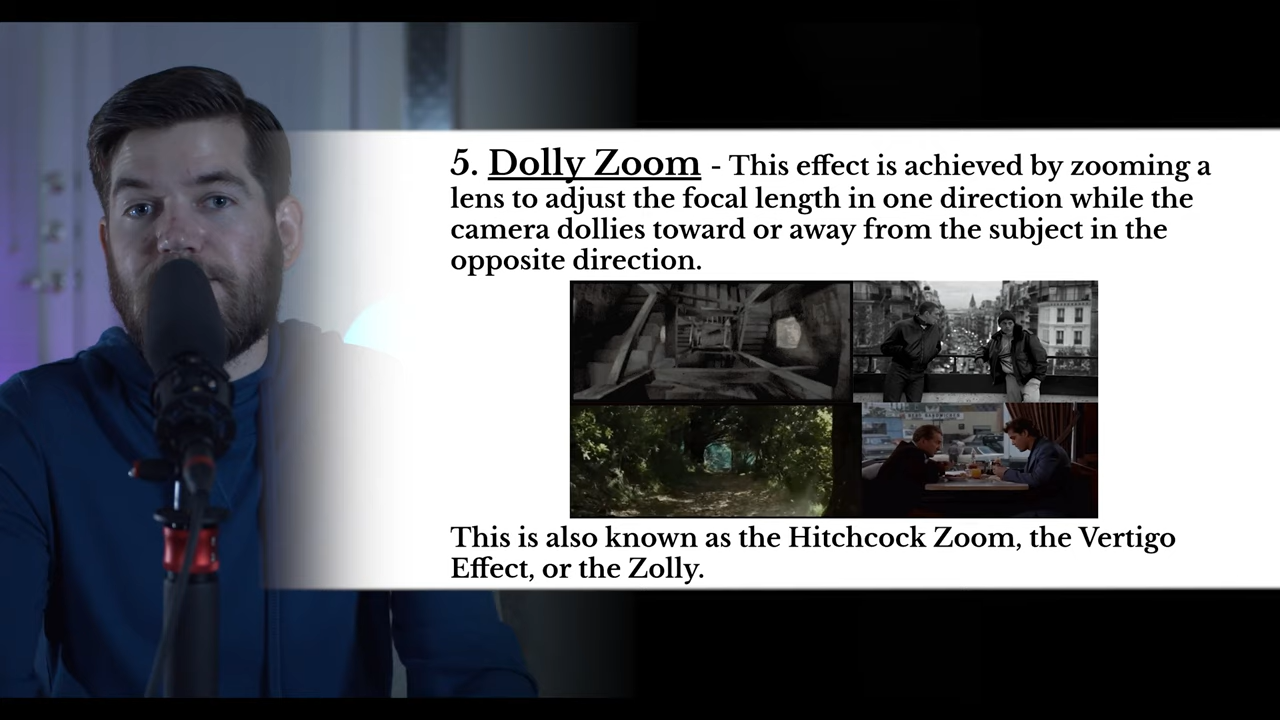 5. Dolly Zoom - This effect is achieved by zooming a
lens to adjust the focal length in one direction while the
camera dollies toward or away from the subject in the
opposite direction.
This is also known as the Hitchcock Zoom, the Vertigo
Effect, or the Zolly.